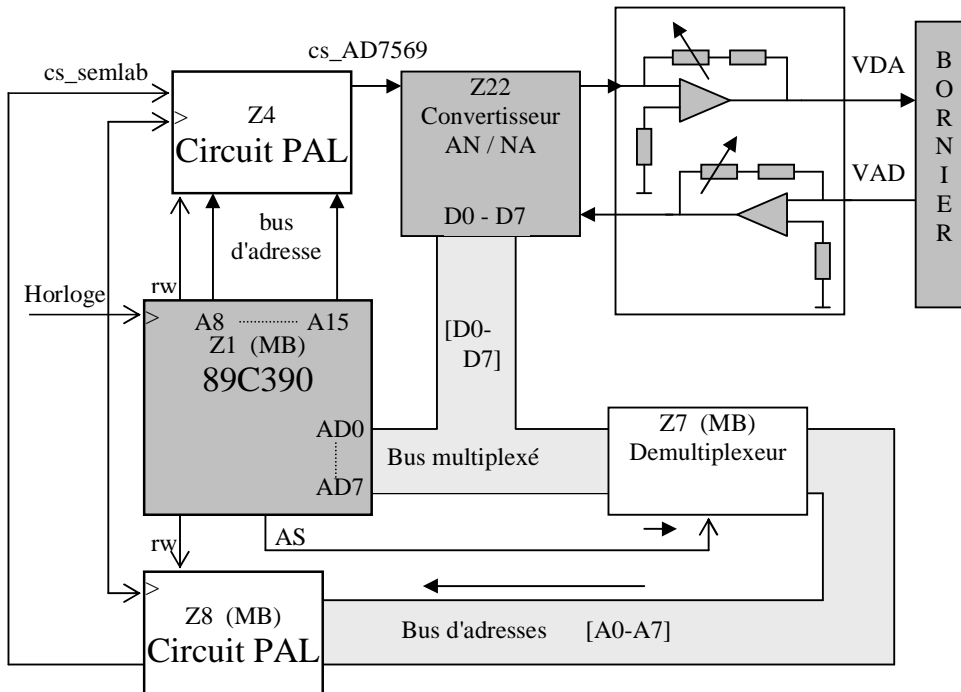 cs_AD7569
cs_semlab
Z4
Circuit PAL
Z22
Convertisseur
AN / NA
D0 - D7
VDA
VAD
B
O
R
N
I
E
R
bus
d'adresse
rw
Horloge
A8 ............... A15
Z1 (MB)
89C390
[D0-
D7]
AD0
AD7
Bus multiplexé
Z7 (MB)
Demultiplexeur
AS
rw
Z8 (MB)
Circuit PAL
Bus d'adresses [A0-A7]